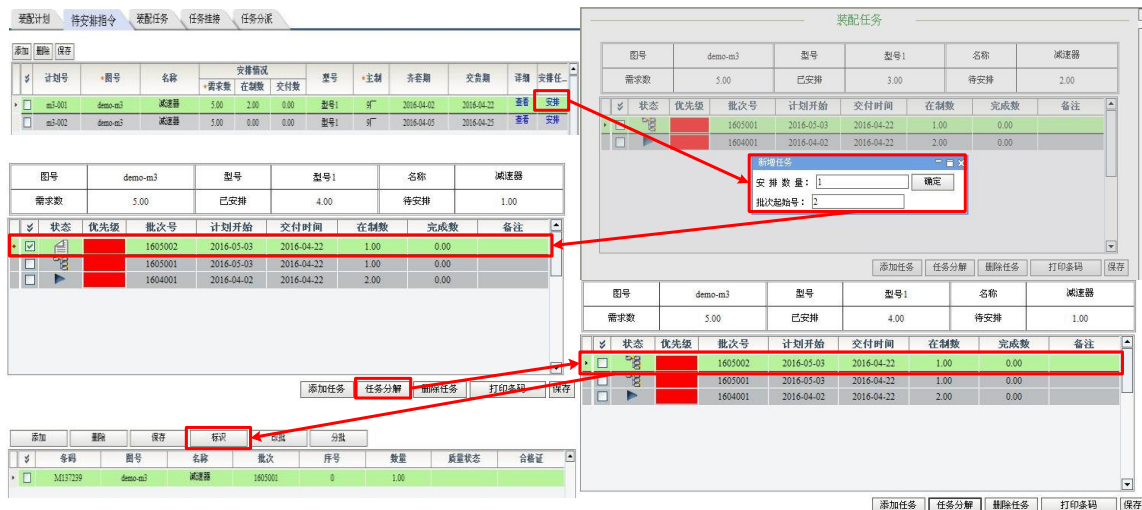 装配计划 待安排指令 装配任务 任务挂接 任务分派
添加 删除 保存
计划号 *图号 名称 安排情况 型号 *主制 齐套期 交货期 详细 安排任...
*需求数 在制数 交付数
m3-001 demo-m3 减速器 5.00 2.00 0.00 型号1 9厂 2016-04-02 2016-04-22 查看 安排
m3-002 demo-m3 减速器 5.00 0.00 0.00 型号1 9厂 2016-04-05 2016-04-25 查看 安排
装配任务
图号 demo-m3 型号 型号1 名称 减速器
需求数 5.00 已安排 3.00 待安排 2.00
状态 优先级 批次号 计划开始 交付时间 在制数 完成数 备注
1605001 2016-05-03 2016-04-22 1.00 0.00
1604001 2016-04-02 2016-04-22 2.00 0.00
新增任务
安排数量: 1 确定
批次起始号: 2
添加任务 任务分解 删除任务 打印条码 保存
图号 demo-m3 型号 型号1 名称 减速器
需求数 5.00 已安排 4.00 待安排 1.00
状态 优先级 批次号 计划开始 交付时间 在制数 完成数 备注
1605002 2016-05-03 2016-04-22 1.00 0.00
1605001 2016-05-03 2016-04-22 1.00 0.00
1604001 2016-04-02 2016-04-22 2.00 0.00
添加任务 任务分解 删除任务 打印条码 保存
图号 demo-m3 型号 型号1 名称 减速器
需求数 5.00 已安排 4.00 待安排 1.00
状态 优先级 批次号 计划开始 交付时间 在制数 完成数 备注
1605002 2016-05-03 2016-04-22 1.00 0.00
1605001 2016-05-03 2016-04-22 1.00 0.00
1604001 2016-04-02 2016-04-22 2.00 0.00
添加任务 任务分解 删除任务 打印条码 保存
添加 删除 保存 标识 改批 分批
条码 图号 名称 批次 序号 数量 质量状态 合格证
M137239 demo-m3 减速器 1605001 0 1.00